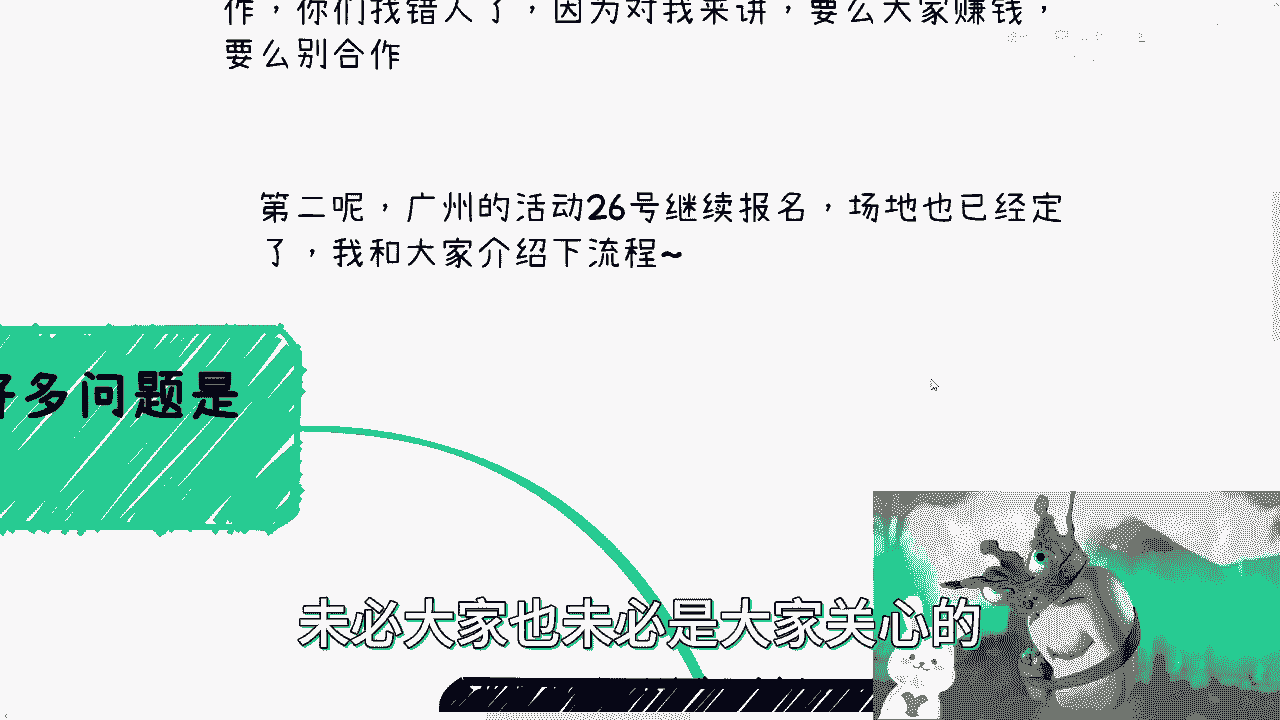 作，你们找错人了，因为对我来讲，要么大家赚钱，
要么别合作
第二呢，广州的活动26号继续报名，场地也已经定
了，我和大家介绍下流程~
好多问题是
未必大家也未必是大家关心的